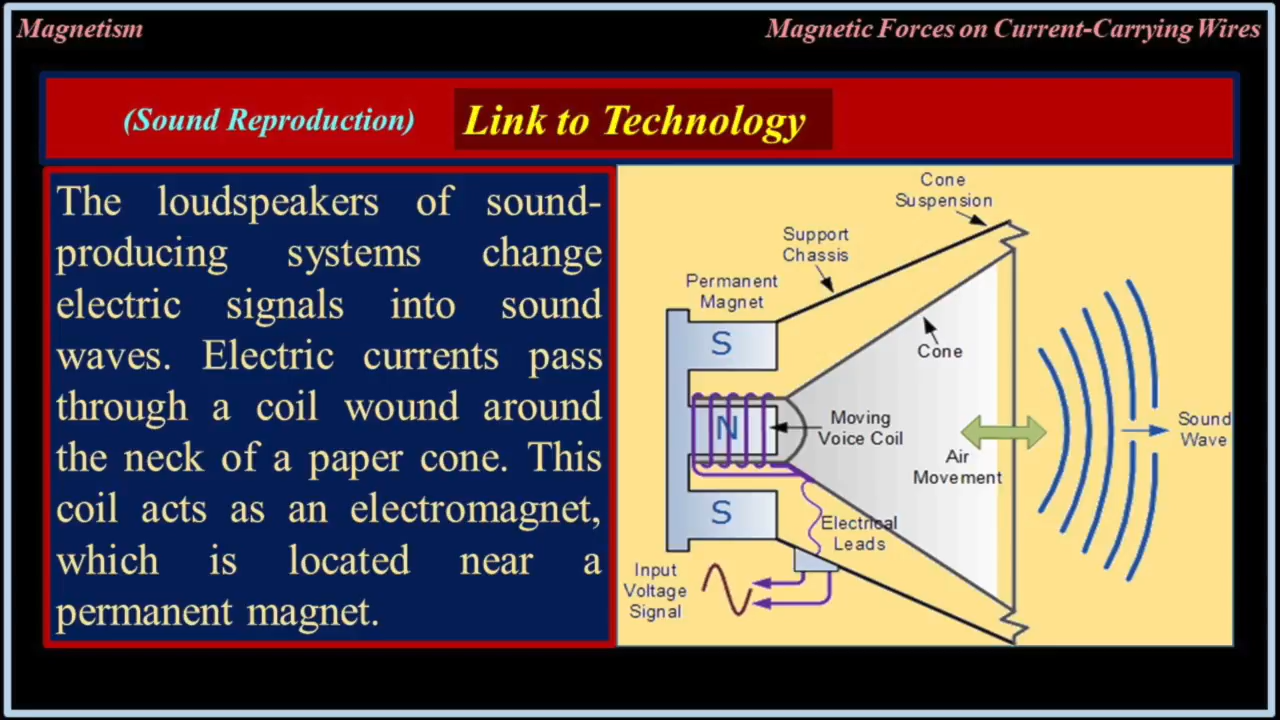 Magnetism
Magnetic Forces on Current-Carrying Wires
(Sound Reproduction)
Link to Technology
The loudspeakers of sound-
producing systems change
electric signals into sound
waves. Electric currents pass
through a coil wound around
the neck of a paper cone. This
coil acts as an electromagnet,
which is located near a
permanent magnet.
Cone
Suspension
Support
Chassis
Permanent
Magnet
S
Cone
N
Moving
Voice Coil
Sound
Wave
Air
Movement
S
Electrical
Leads
Input
Voltage
Signal